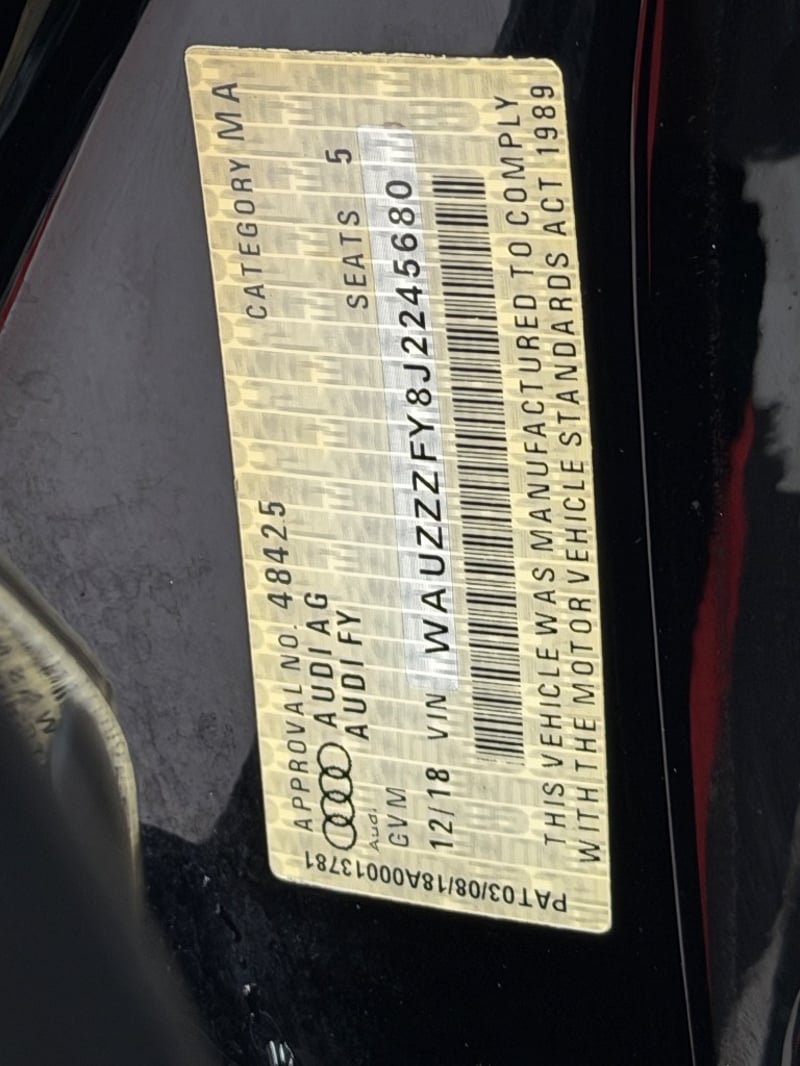 APPROVAL NO. 48425 CATEGORY MA
AUDI AG
AUDI FY SEATS 5
Audi
GVM
12/18 VIN WAUZZZFY8J2245680
THIS VEHICLE WAS MANUFACTURED TO COMPLY
WITH THE MOTOR VEHICLE STANDARDS ACT 1989
PAT03/08/18A00013781